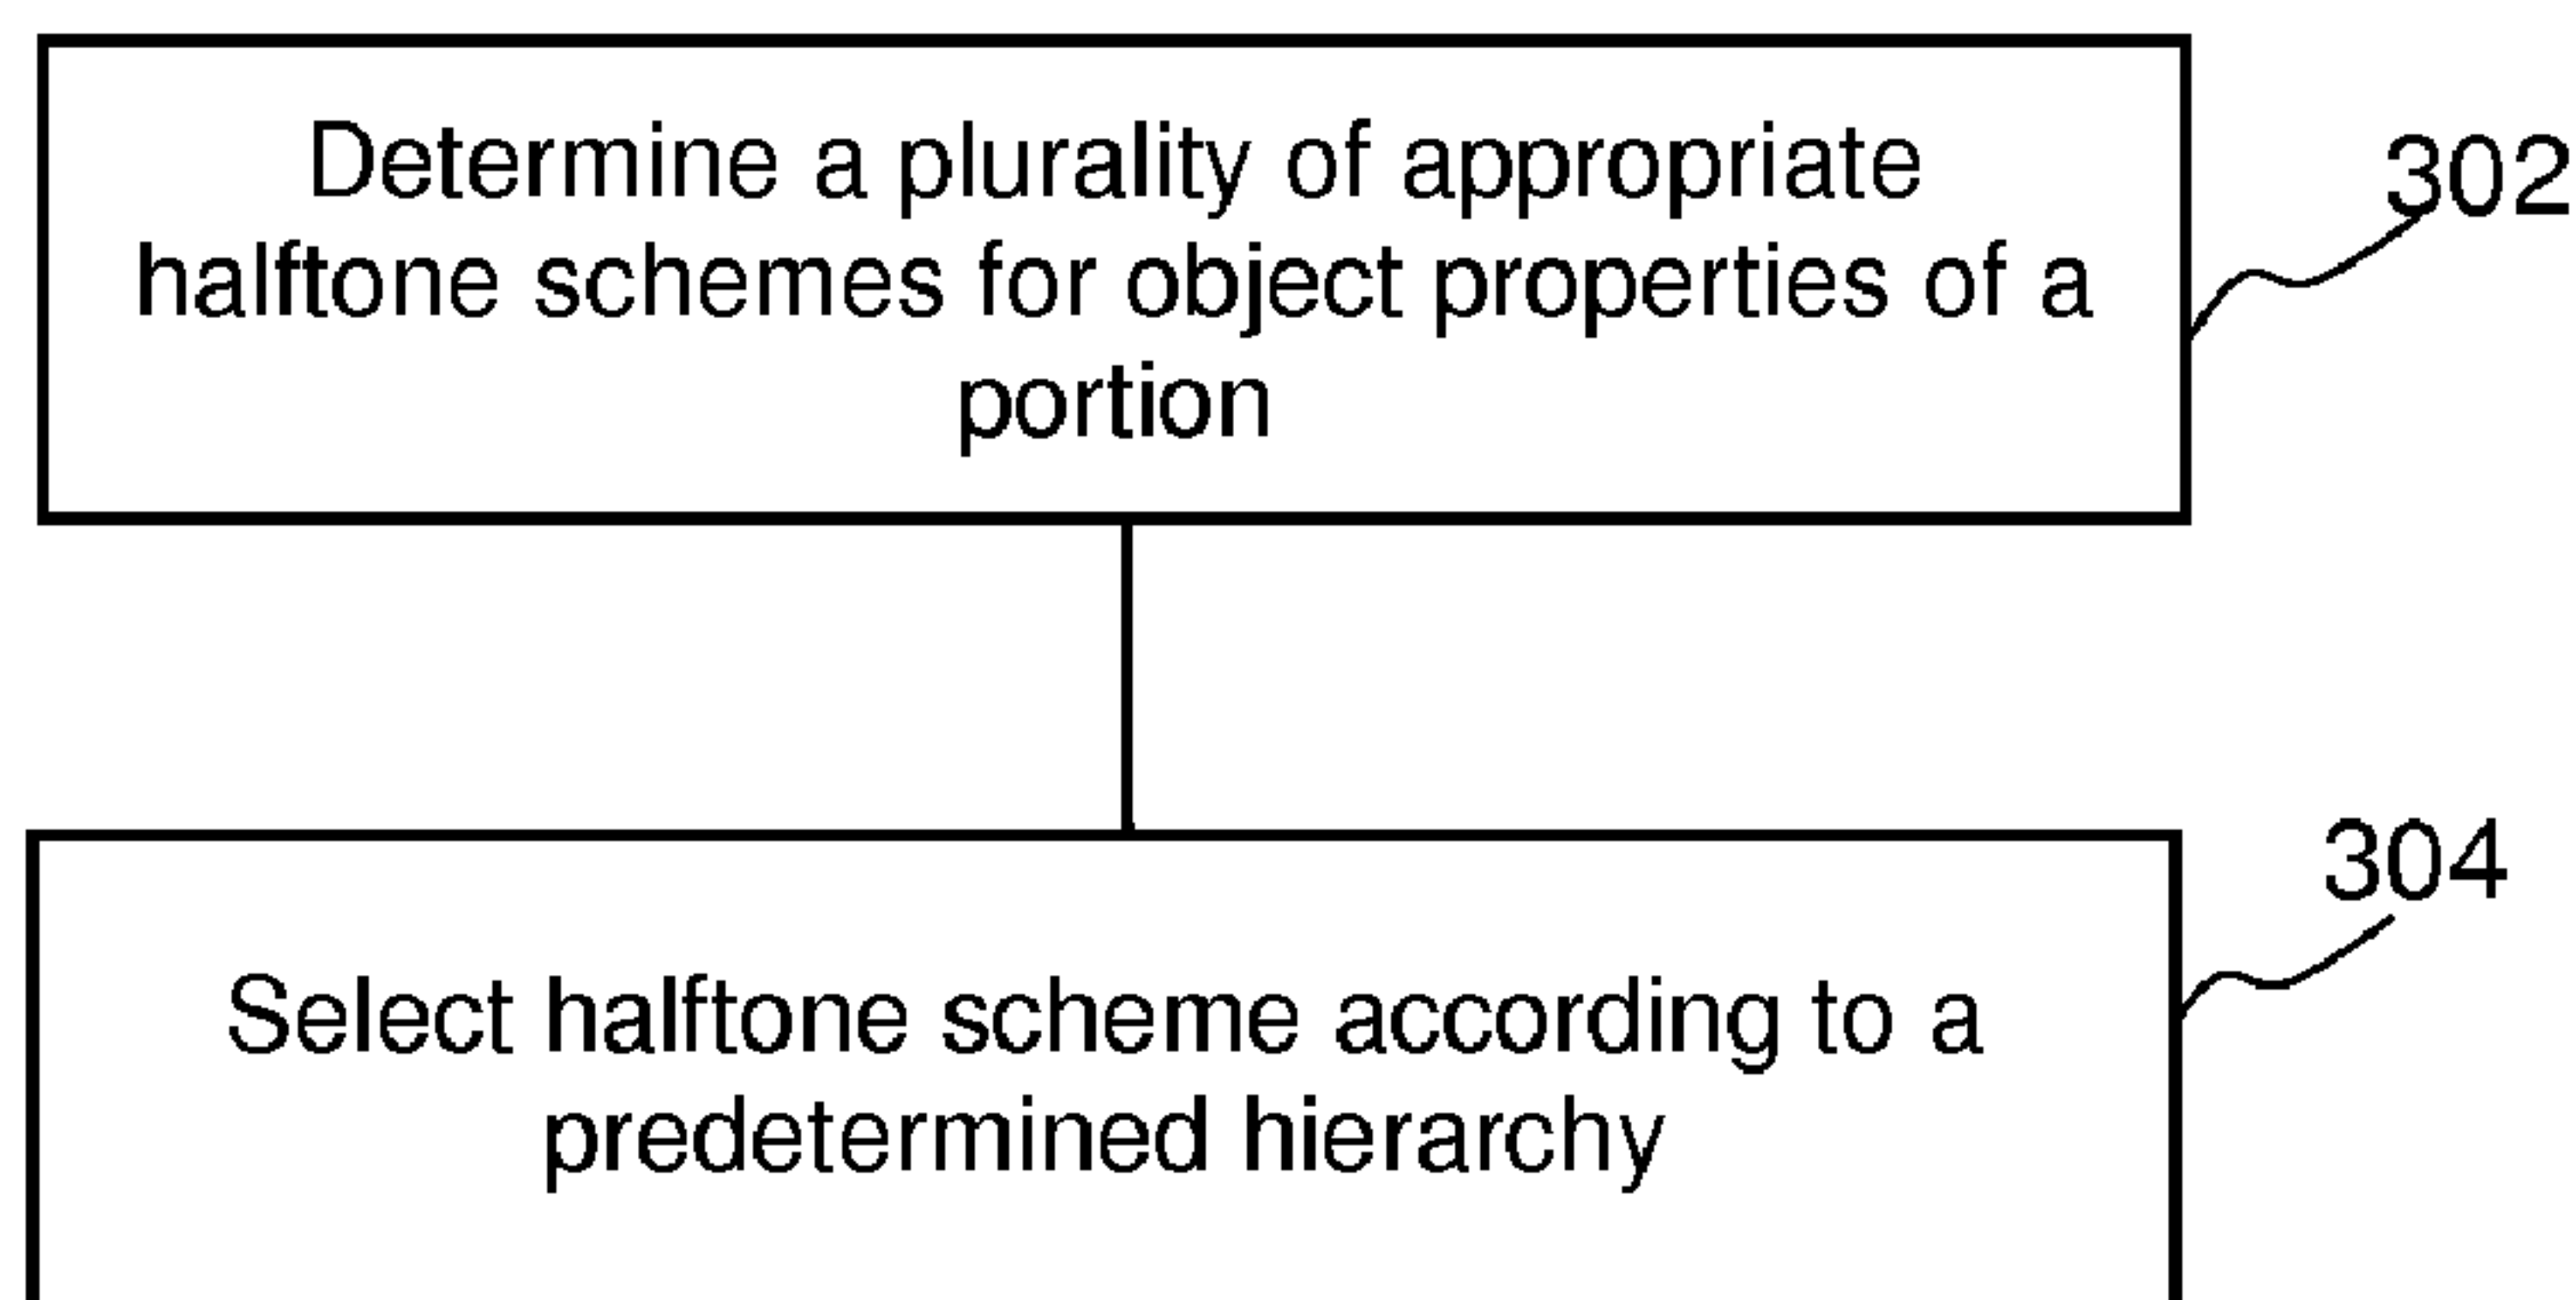 Determine a plurality of appropriate
halftone schemes for object properties of a
portion
302
304
Select halftone scheme according to a
predetermined hierarchy